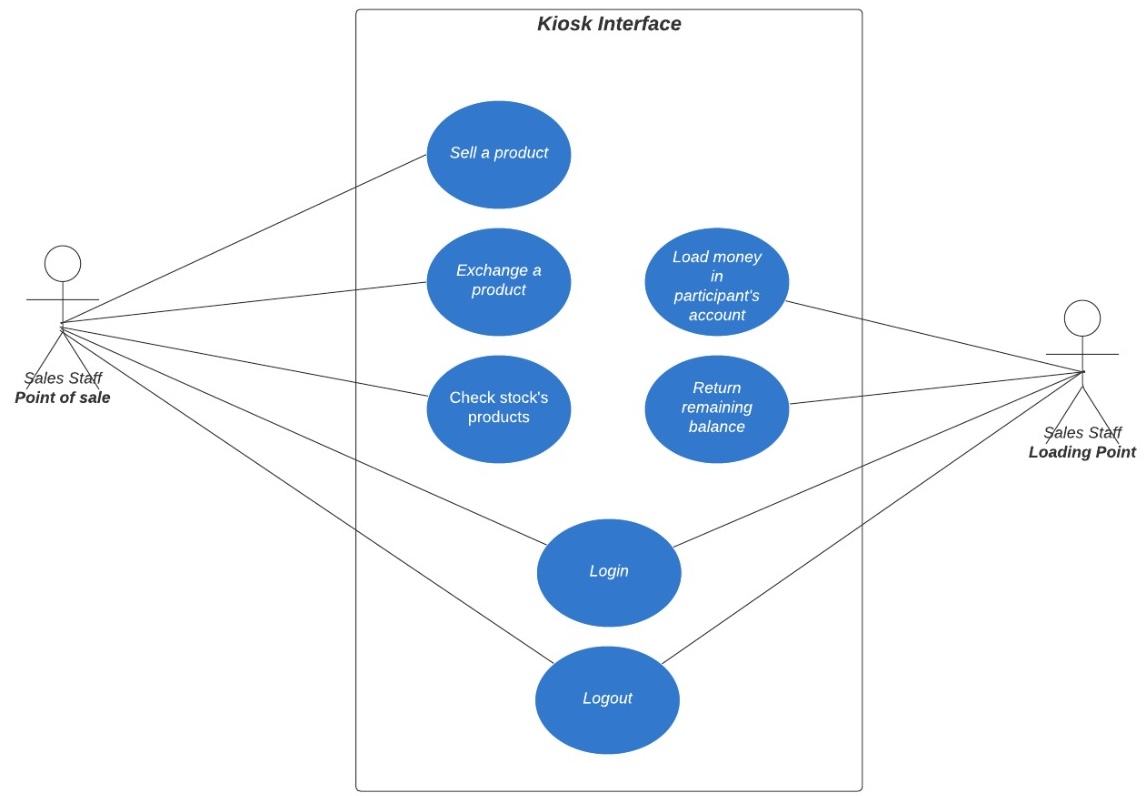 Kiosk Interface
Sell a product
Exchange a
product
Check stock's
products
Load money
in
participant's
account
Return
remaining
balance
Login
Logout
Sales Staff
Point of sale
Sales Staff
Loading Point